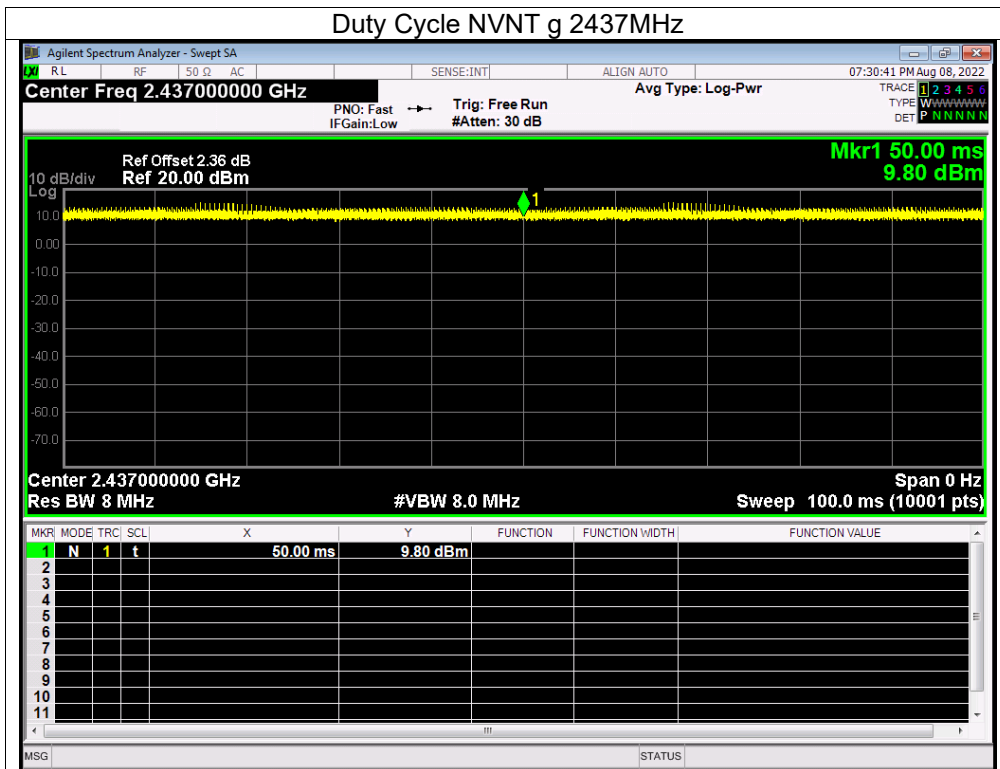 Duty Cycle NVNT g 2437MHz
Agilent Spectrum Analyzer - Swept SA
LXI RL RF 50 Ω AC SENSE:INT ALIGN AUTO 07:30:41 PM Aug 08, 2022
Center Freq 2.437000000 GHz
PNO: Fast
IFGain:Low
Trig: Free Run
#Atten: 30 dB
Avg Type: Log-Pwr
TRACE 1 2 3 4 5 6
TYPE WWWWWW
DET P N N N N N
Mkr1 50.00 ms
9.80 dBm
Ref Offset 2.36 dB
10 dB/div Ref 20.00 dBm
Log
1
10.0
0.00
-10.0
-20.0
-30.0
-40.0
-50.0
-60.0
-70.0
Center 2.437000000 GHz Span 0 Hz
Res BW 8 MHz #VBW 8.0 MHz Sweep 100.0 ms (10001 pts)
MKR MODE TRC SCL X Y FUNCTION FUNCTION WIDTH FUNCTION VALUE
1 N 1 t 50.00 ms 9.80 dBm
2
3
4
5
6
7
8
9
10
11
MSG STATUS